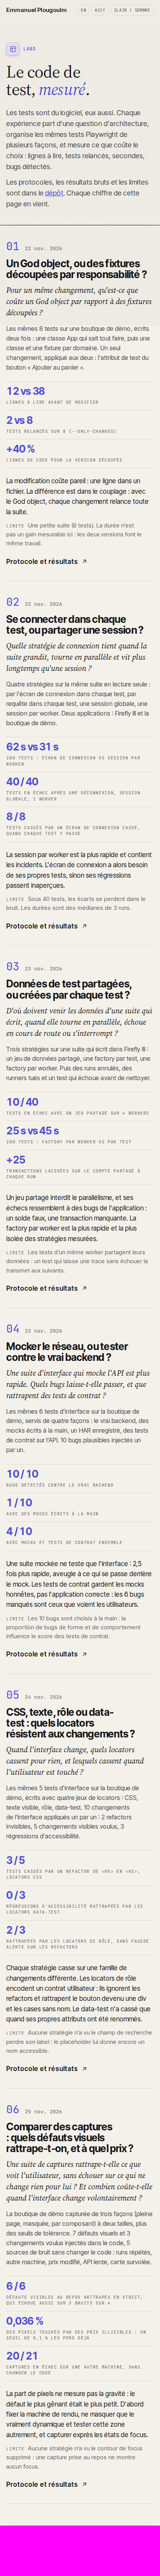 Emmanuel Plougoulm
EN
A11Y
CLAIR / SOMBRE
LABS
Le code de
test, mesuré.
Les tests sont du logiciel, eux aussi. Chaque
expérience part d'une question d'architecture,
organise les mêmes tests Playwright de
plusieurs façons, et mesure ce que coûte le
choix : lignes à lire, tests relancés, secondes,
bugs détectés.
Les protocoles, les résultats bruts et les limites
sont dans le dépôt. Chaque chiffre de cette
page en vient.
01 22 nov. 2026
Un God object, ou des fixtures
découpées par responsabilité ?
Pour un même changement, qu'est-ce que
coûte un God object par rapport à des fixtures
découpées ?
Les mêmes 8 tests sur une boutique de démo, écrits
deux fois : une classe App qui sait tout faire, puis une
classe et une fixture par domaine. Un seul
changement, appliqué aux deux : l'attribut de test du
bouton « Ajouter au panier ».
12 vs 38
LIGNES À LIRE AVANT DE MODIFIER
2 vs 8
TESTS RELANCÉS SUR 8 (--ONLY-CHANGED)
+40 %
LIGNES DE CODE POUR LA VERSION DÉCOUPÉE
La modification coûte pareil : une ligne dans un
fichier. La différence est dans le couplage : avec
le God object, chaque changement relance toute
la suite.
LIMITE Une petite suite (8 tests). La durée n'est
pas un gain mesurable ici : les deux versions font le
même travail.
Protocole et résultats ↗
02 22 nov. 2026
Se connecter dans chaque
test, ou partager une session ?
Quelle stratégie de connexion tient quand la
suite grandit, tourne en parallèle et vit plus
longtemps qu'une session ?
Quatre stratégies sur la même suite en lecture seule :
par l'écran de connexion dans chaque test, par
requête dans chaque test, une session globale, une
session par worker. Deux applications : Firefly III et la
boutique de démo.
62 s vs 31 s
200 TESTS : ÉCRAN DE CONNEXION VS SESSION PAR
WORKER
40 / 40
TESTS EN ÉCHEC APRÈS UNE DÉCONNEXION, SESSION
GLOBALE, 1 WORKER
8 / 8
TESTS CASSÉS PAR UN ÉCRAN DE CONNEXION CASSÉ,
QUAND CHAQUE TEST Y PASSE
La session par worker est la plus rapide et contient
les incidents. L'écran de connexion a alors besoin
de ses propres tests, sinon ses régressions
passent inaperçues.
LIMITE Sous 40 tests, les écarts se perdent dans le
bruit. Les durées sont des médianes de 3 runs.
Protocole et résultats ↗
03 23 nov. 2026
Données de test partagées,
ou créées par chaque test ?
D'où doivent venir les données d'une suite qui
écrit, quand elle tourne en parallèle, échoue
en cours de route ou s'interrompt ?
Trois stratégies sur une suite qui écrit dans Firefly III :
un jeu de données partagé, une factory par test, une
factory par worker. Puis des runs annulés, des
runners tués et un test qui échoue avant de nettoyer.
10 / 40
TESTS EN ÉCHEC AVEC UN JEU PARTAGÉ SUR 4 WORKERS
25 s vs 45 s
200 TESTS : FACTORY PAR WORKER VS PAR TEST
+25
TRANSACTIONS LAISSÉES SUR LE COMPTE PARTAGÉ À
CHAQUE RUN
Un jeu partagé interdit le parallélisme, et ses
échecs ressemblent à des bugs de l'application :
un solde faux, une transaction manquante. La
factory par worker est la plus rapide et la plus
isolée des stratégies mesurées.
LIMITE Les tests d'un même worker partagent leurs
données : un test qui laisse une trace sans échouer la
transmet aux suivants.
Protocole et résultats ↗
04 23 nov. 2026
Mocker le réseau, ou tester
contre le vrai backend ?
Une suite d'interface qui mocke l'API est plus
rapide. Quels bugs laisse-t-elle passer, et que
rattrapent des tests de contrat ?
Les mêmes 6 tests d'interface sur la boutique de
démo, servis de quatre façons : le vrai backend, des
mocks écrits à la main, un HAR enregistré, des tests
de contrat sur l'API. 10 bugs plausibles injectés un
par un.
10 / 10
BUGS DÉTECTÉS CONTRE LE VRAI BACKEND
1 / 10
AVEC DES MOCKS ÉCRITS À LA MAIN
4 / 10
AVEC MOCKS ET TESTS DE CONTRAT ENSEMBLE
Une suite mockée ne teste que l'interface : 2,5
fois plus rapide, aveugle à ce qui se passe derrière
le mock. Les tests de contrat gardent les mocks
honnêtes, pas l'application connectée : les 6 bugs
manqués sont ceux que voient les utilisateurs.
LIMITE Les 10 bugs sont choisis à la main : la
proportion de bugs de forme et de comportement
influence le score des tests de contrat.
Protocole et résultats ↗
05 24 nov. 2026
CSS, texte, rôle ou data-
test : quels locators
résistent aux changements ?
Quand l'interface change, quels locators
cassent pour rien, et lesquels cassent quand
l'utilisateur est touché ?
Les mêmes 5 tests d'interface sur la boutique de
démo, écrits avec quatre jeux de locators : CSS,
texte visible, rôle, data-test. 10 changements
de l'interface appliqués un par un : 2 refactors
invisibles, 5 changements visibles voulus, 3
régressions d'accessibilité.
3 / 5
TESTS CASSÉS PAR UN REFACTOR DE <H3> EN <H2>,
LOCATORS CSS
0 / 3
RÉGRESSIONS D'ACCESSIBILITÉ RATTRAPÉES PAR LES
LOCATORS DATA-TEST
2 / 3
RATTRAPÉES PAR LES LOCATORS DE RÔLE, SANS FAUSSE
ALERTE SUR LES REFACTORS
Chaque stratégie casse sur une famille de
changements différente. Les locators de rôle
encodent un contrat utilisateur : ils ignorent les
refactors et rattrapent le bouton devenu une div
et les cases sans nom. Le data-test n'a cassé que
quand ses propres attributs ont été renommés.
LIMITE Aucune stratégie n'a vu le champ de recherche
perdre son label : le placeholder lui donne encore un
nom accessible.
Protocole et résultats ↗
06 25 nov. 2026
Comparer des captures
: quels défauts visuels
rattrape-t-on, et à quel prix ?
Une suite de captures rattrape-t-elle ce que
voit l'utilisateur, sans échouer sur ce qui ne
change rien pour lui ? Et combien coûte-t-elle
quand l'interface change volontairement ?
La boutique de démo capturée de trois façons (pleine
page, masquée, par composant) à deux tailles, plus
des seuils de tolérance. 7 défauts visuels et 3
changements voulus injectés dans le code, 5
sources de bruit sans changer le code : runs répétés,
autre machine, prix modifié, API lente, carte survolée.
6 / 6
DÉFAUTS VISIBLES AU REPOS RATTRAPÉS EN STRICT,
QUI ÉCHOUE AUSSI SUR 3 BRUITS SUR 4
0,036 %
DES PIXELS TOUCHÉS PAR DES PRIX ILLISIBLES : UN
SEUIL DE 0,1 % LES PERD DÉJÀ
20 / 21
CAPTURES EN ÉCHEC SUR UNE AUTRE MACHINE, SANS
CHANGER LE CODE
La part de pixels ne mesure pas la gravité : le
défaut le plus gênant était le plus petit. D'abord
fixer la machine de rendu, ne masquer que le
vraiment dynamique et tester cette zone
autrement, et capturer exprès les états de focus.
LIMITE Aucune stratégie n'a vu le contour de focus
supprimé : une capture prise au repos ne montre
aucun focus.
Protocole et résultats ↗